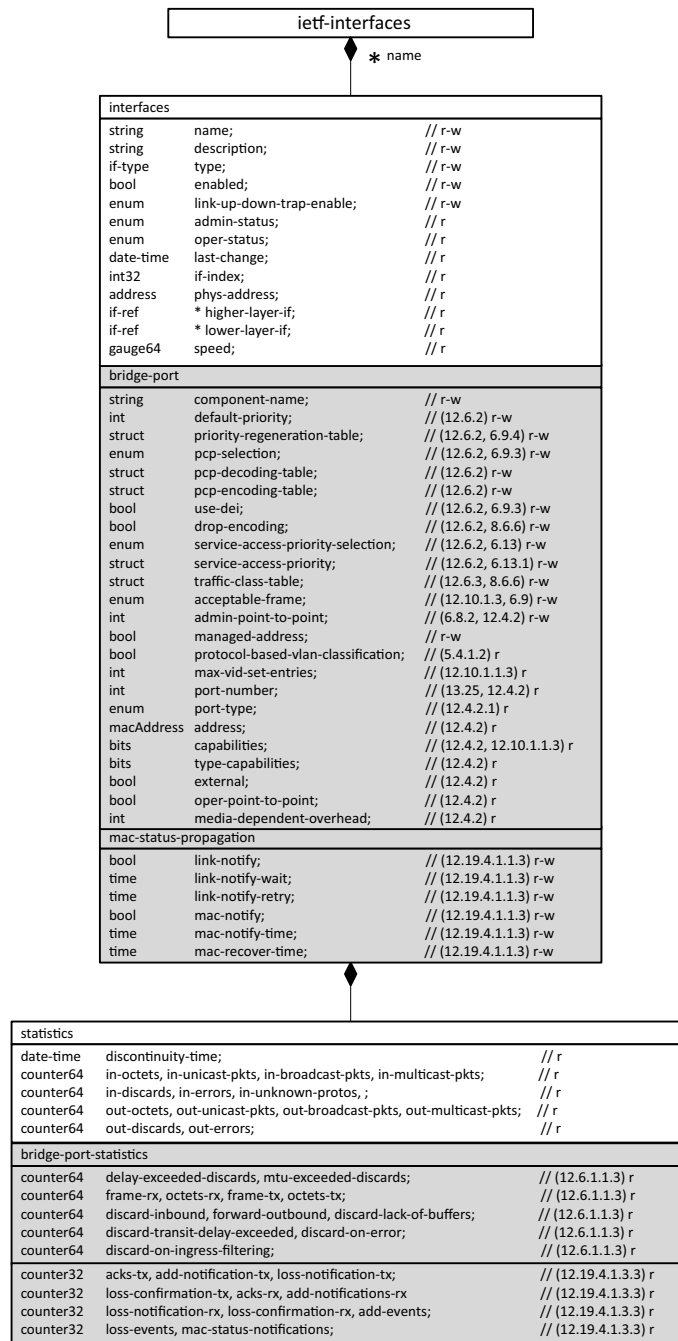 ietf-interfaces
* name
interfaces
string name; // r-w
string description; // r-w
if-type type; // r-w
bool enabled; // r-w
enum link-up-down-trap-enable; // r-w
enum admin-status; // r
enum oper-status; // r
date-time last-change; // r
int32 if-index; // r
address phys-address; // r
if-ref * higher-layer-if; // r
if-ref * lower-layer-if; // r
gauge64 speed; // r
bridge-port
string component-name; // r-w
int default-priority; // (12.6.2) r-w
struct priority-regeneration-table; // (12.6.2, 6.9.4) r-w
enum pcp-selection; // (12.6.2, 6.9.3) r-w
struct pcp-decoding-table; // (12.6.2) r-w
struct pcp-encoding-table; // (12.6.2) r-w
bool use-dei; // (12.6.2, 6.9.3) r-w
bool drop-encoding; // (12.6.2, 8.6.6) r-w
enum service-access-priority-selection; // (12.6.2, 6.13) r-w
struct service-access-priority; // (12.6.2, 6.13.1) r-w
struct traffic-class-table; // (12.6.3, 8.6.6) r-w
enum acceptable-frame; // (12.10.1.3, 6.9) r-w
int admin-point-to-point; // (6.8.2, 12.4.2) r-w
bool managed-address; // r-w
bool protocol-based-vlan-classification; // (5.4.1.2) r
int max-vid-set-entries; // (12.10.1.1.3) r
int port-number; // (13.25, 12.4.2) r
enum port-type; // (12.4.2.1) r
macAddress address; // (12.4.2) r
bits capabilities; // (12.4.2, 12.10.1.1.3) r
bits type-capabilities; // (12.4.2) r
bool external; // (12.4.2) r
bool oper-point-to-point; // (12.4.2) r
int media-dependent-overhead; // (12.4.2) r
mac-status-propagation
bool link-notify; // (12.19.4.1.1.3) r-w
time link-notify-wait; // (12.19.4.1.1.3) r-w
time link-notify-retry; // (12.19.4.1.1.3) r-w
bool mac-notify; // (12.19.4.1.1.3) r-w
time mac-notify-time; // (12.19.4.1.1.3) r-w
time mac-recover-time; // (12.19.4.1.1.3) r-w
statistics
date-time discontinuity-time; // r
counter64 in-octets, in-unicast-pkts, in-broadcast-pkts, in-multicast-pkts; // r
counter64 in-discards, in-errors, in-unknown-protos, ; // r
counter64 out-octets, out-unicast-pkts, out-broadcast-pkts, out-multicast-pkts; // r
counter64 out-discards, out-errors; // r
bridge-port-statistics
counter64 delay-exceeded-discards, mtu-exceeded-discards; // (12.6.1.1.3) r
counter64 frame-rx, octets-rx, frame-tx, octets-tx; // (12.6.1.1.3) r
counter64 discard-inbound, forward-outbound, discard-lack-of-buffers; // (12.6.1.1.3) r
counter64 discard-transit-delay-exceeded, discard-on-error; // (12.6.1.1.3) r
counter64 discard-on-ingress-filtering; // (12.6.1.1.3) r
counter32 acks-tx, add-notification-tx, loss-notification-tx; // (12.19.4.1.3.3) r
counter32 loss-confirmation-tx, acks-rx, add-notifications-rx // (12.19.4.1.3.3) r
counter32 loss-notification-rx, loss-confirmation-rx, add-events; // (12.19.4.1.3.3) r
counter32 loss-events, mac-status-notifications; // (12.19.4.1.3.3) r